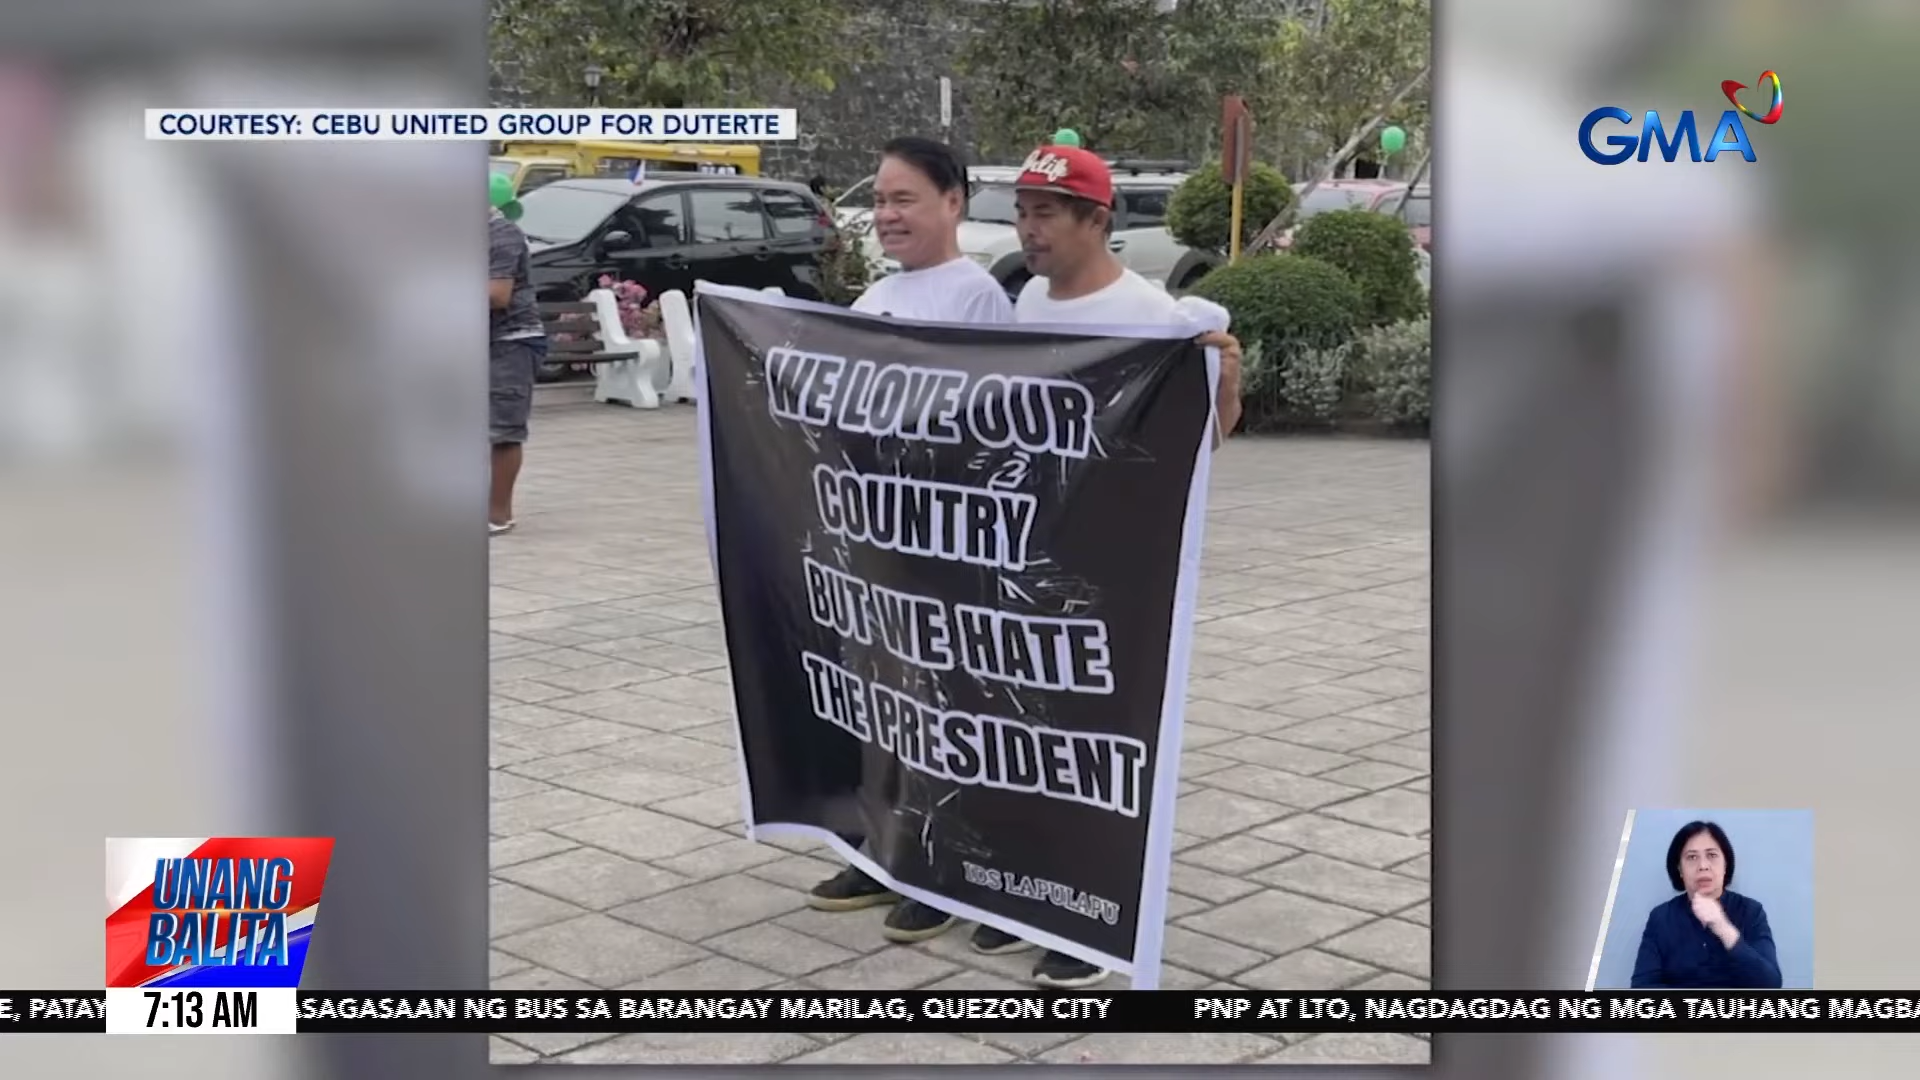 COURTESY: CEBU UNITED GROUP FOR DUTERTE
GMA
WE LOVE OUR
COUNTRY
BUT WE HATE
THE PRESIDENT
IDS LAPULAPU
UNANG
BALITA
7:13 AM
E, PATAY
ASAGASAAN NG BUS SA BARANGAY MARILAG, QUEZON CITY
PNP AT LTO, NAGDAGDAG NG MGA TAUHANG MAGBA